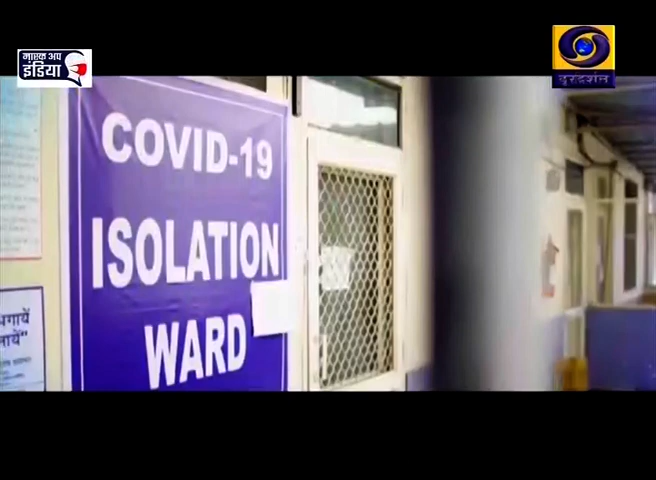 मास्क अप
इंडिया
दूरदर्शन
COVID-19
ISOLATION
WARD